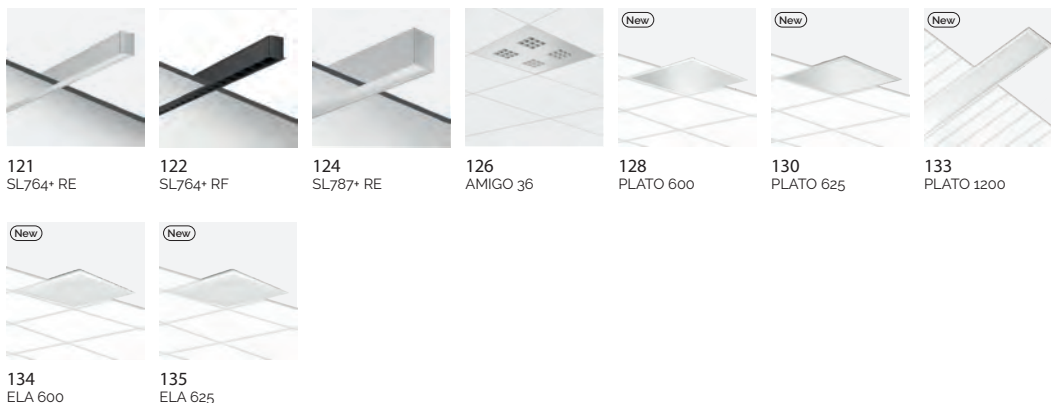 New
New
New
121
SL764+ RE
122
SL764+ RF
124
SL787+ RE
126
AMIGO 36
128
PLATO 600
130
PLATO 625
133
PLATO 1200
New
New
134
ELA 600
135
ELA 625